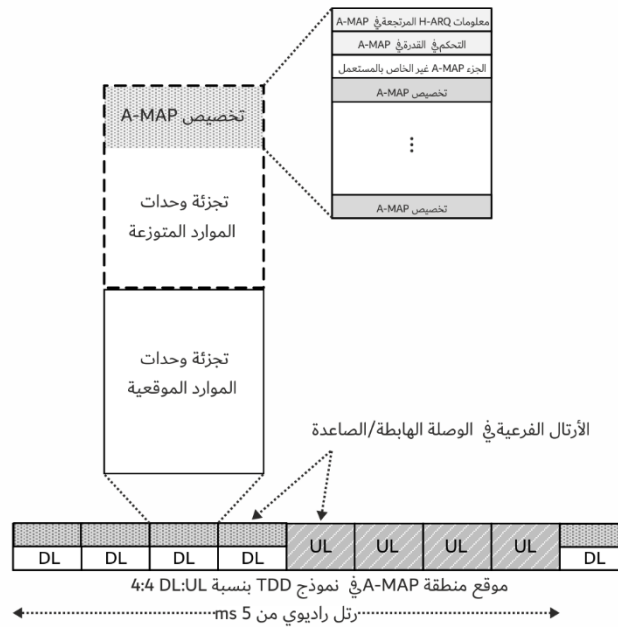 معلومات H-ARQ المرتجعة في A-MAP
التحكم في القدرة في A-MAP
الجزء A-MAP غير الخاص بالمستعمل
تخصيص A-MAP
⋮
تخصيص A-MAP
تخصيص A-MAP
تجزئة وحدات
الموارد المتوزعة
تجزئة وحدات
الموارد الموقعية
الأرتال الفرعية في الوصلة الهابطة/الصاعدة
DL DL DL DL UL UL UL UL DL
موقع منطقة A-MAP في نموذج TDD بنسبة DL:UL 4:4
رتل راديوي من 5 ms